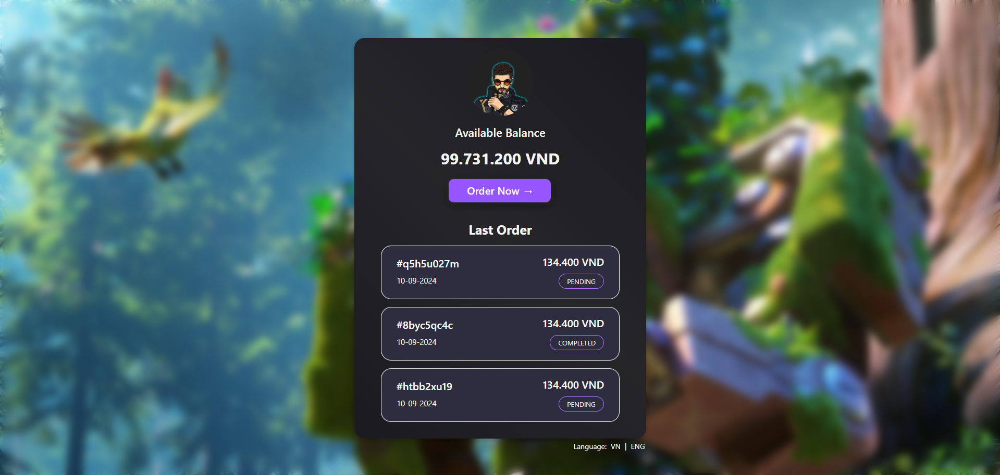 Available Balance
99.731.200 VND
Order Now →
Last Order
#q5h5u027m
134.400 VND
10-09-2024
PENDING
#8byc5qc4c
134.400 VND
10-09-2024
COMPLETED
#htbb2xu19
134.400 VND
10-09-2024
PENDING
Language: VN | ENG